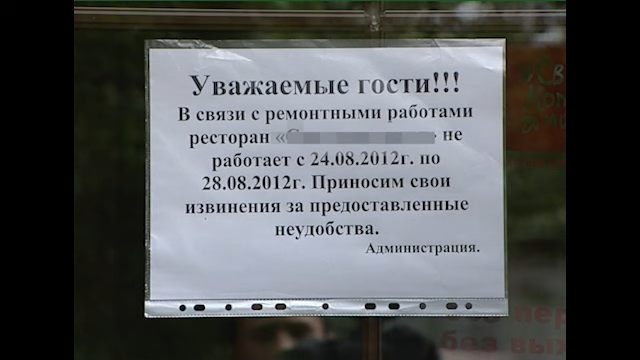 Уважаемые гости!!!
В связи с ремонтными работами
ресторан «С » не
работает с 24.08.2012г. по
28.08.2012г. Приносим свои
извинения за предоставленные
неудобства.
Администрация.